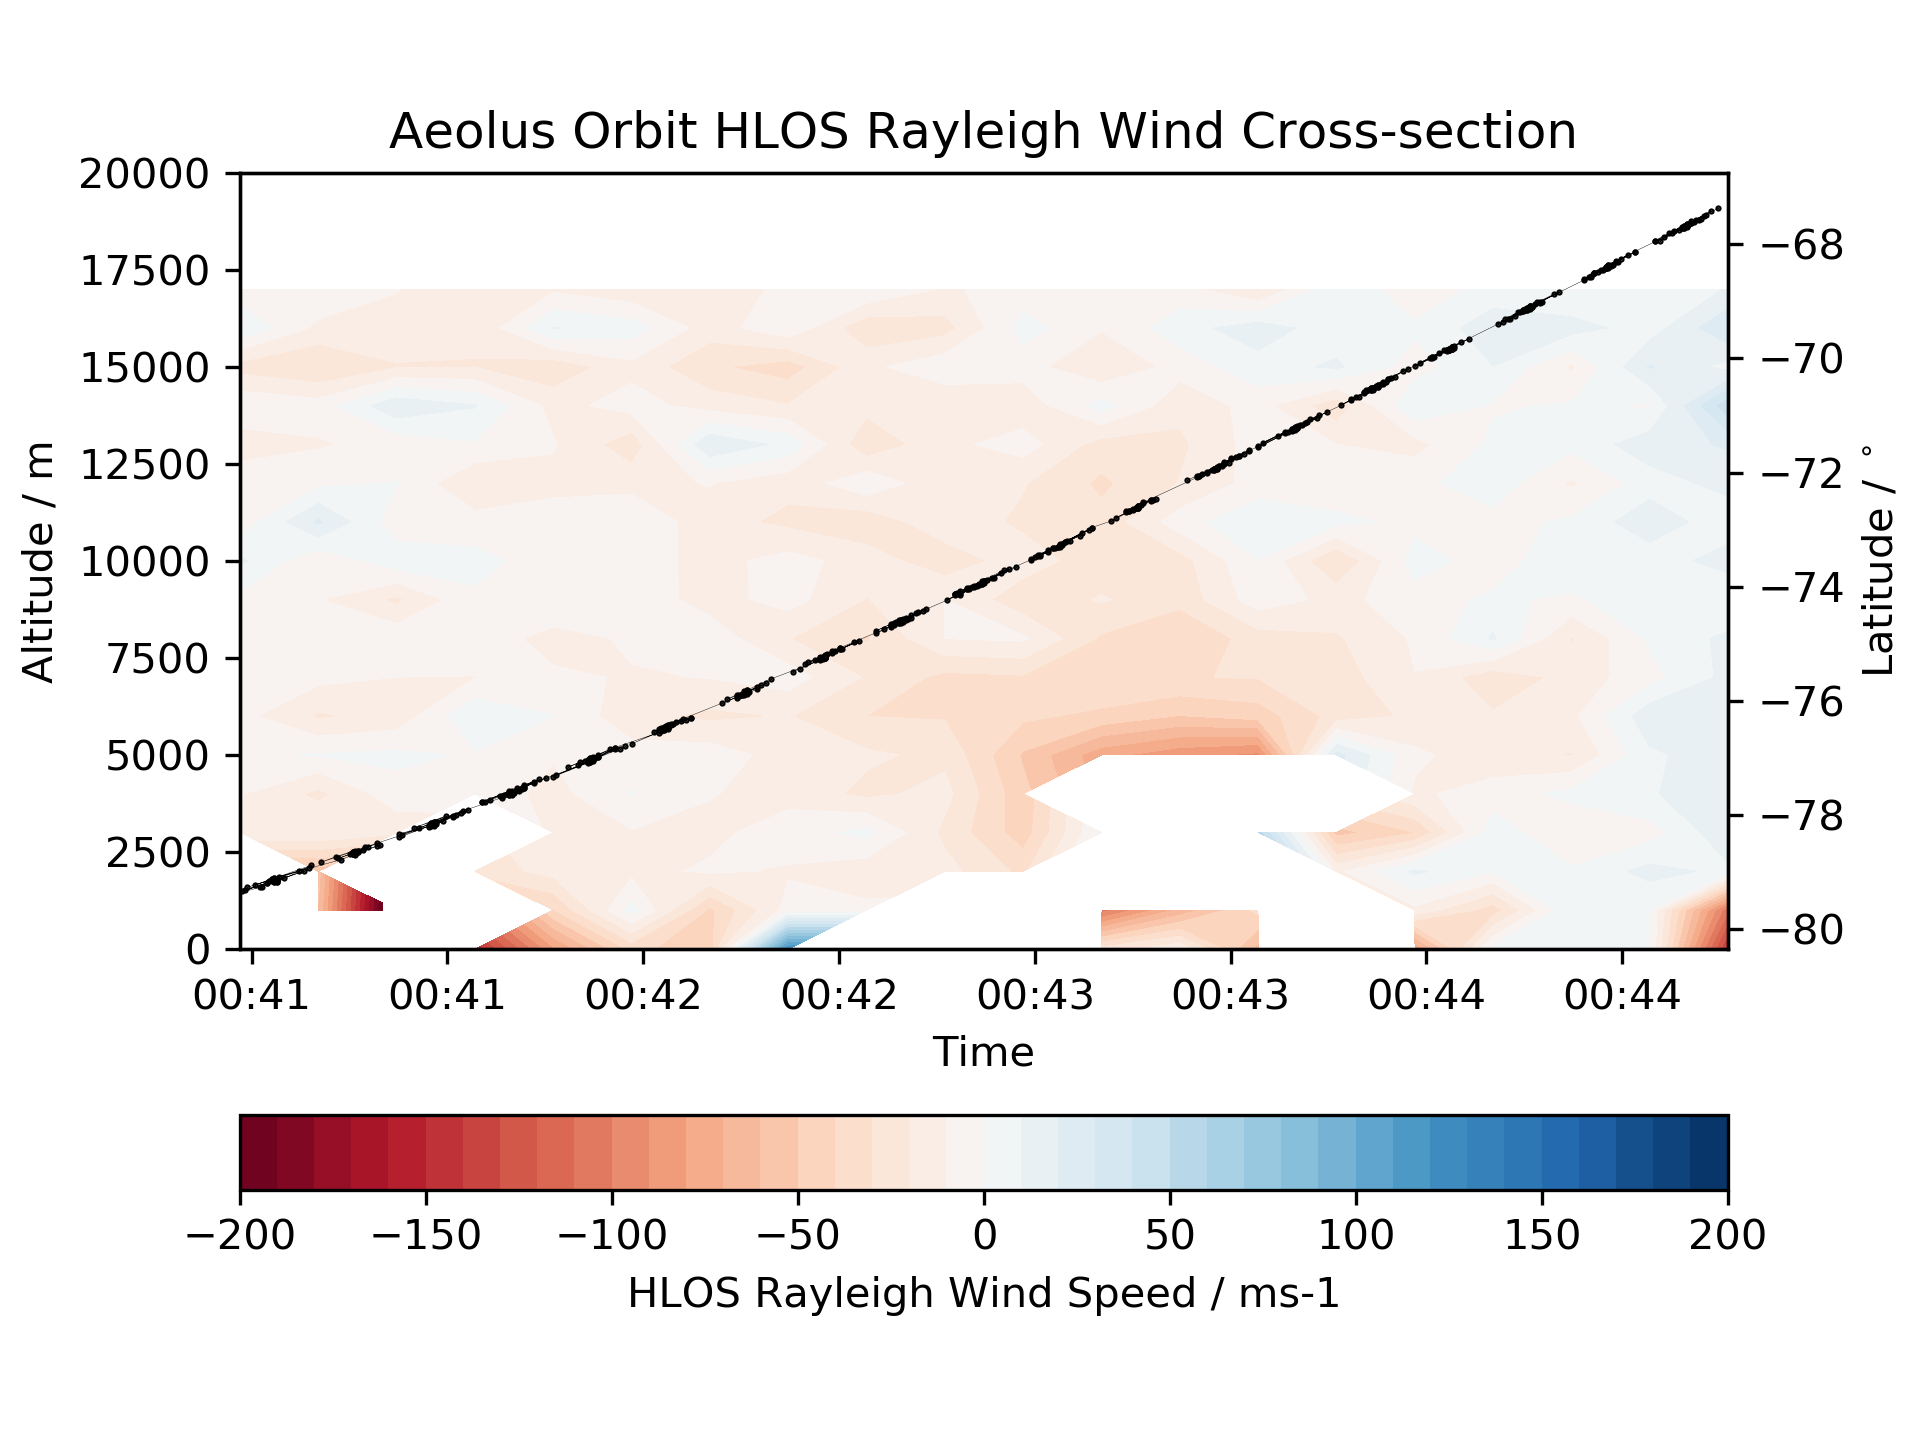 Aeolus Orbit HLOS Rayleigh Wind Cross-section
20000
17500
15000
12500
10000
7500
5000
2500
0
Altitude / m
−68
−70
−72
−74
−76
−78
−80
Latitude / °
00:41 00:41 00:42 00:42 00:43 00:43 00:44 00:44
Time
−200 −150 −100 −50 0 50 100 150 200
HLOS Rayleigh Wind Speed / ms-1